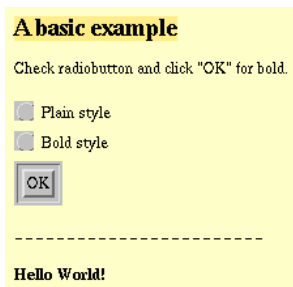 A basic example
Check radiobutton and click "OK" for bold.
Plain style
Bold style
OK
------------------------
Hello World!